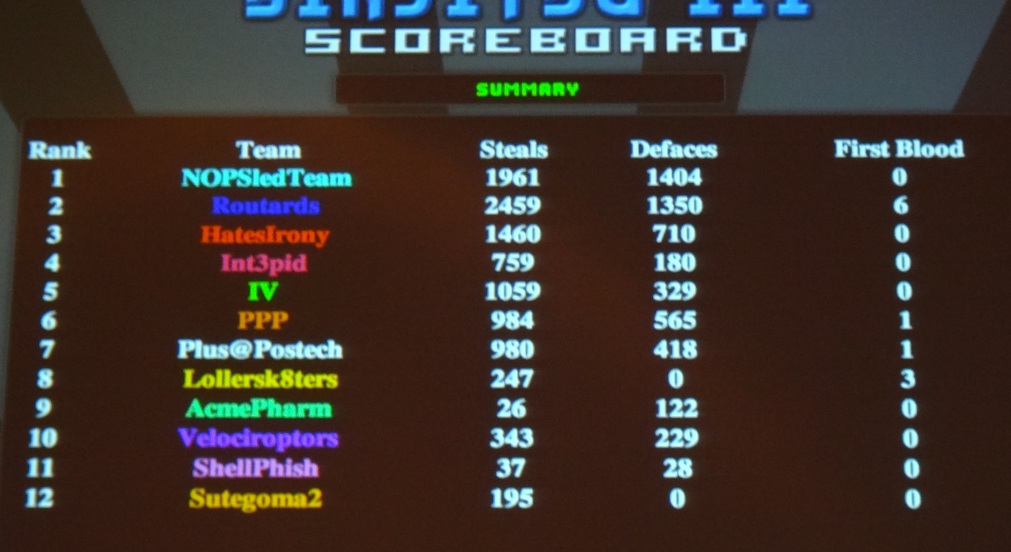 SCOREBOARD
SUMMARY
Rank Team Steals Defaces First Blood
1 NOPSledTeam 1961 1404 0
2 Routards 2459 1350 6
3 HatesIrony 1460 710 0
4 Int3pid 759 180 0
5 IV 1059 329 0
6 PPP 984 565 1
7 Plus@Postech 980 418 1
8 Lollersk8ters 247 0 3
9 AcmePharm 26 122 0
10 Velociroptors 343 229 0
11 ShellPhish 37 28 0
12 Sutegoma2 195 0 0